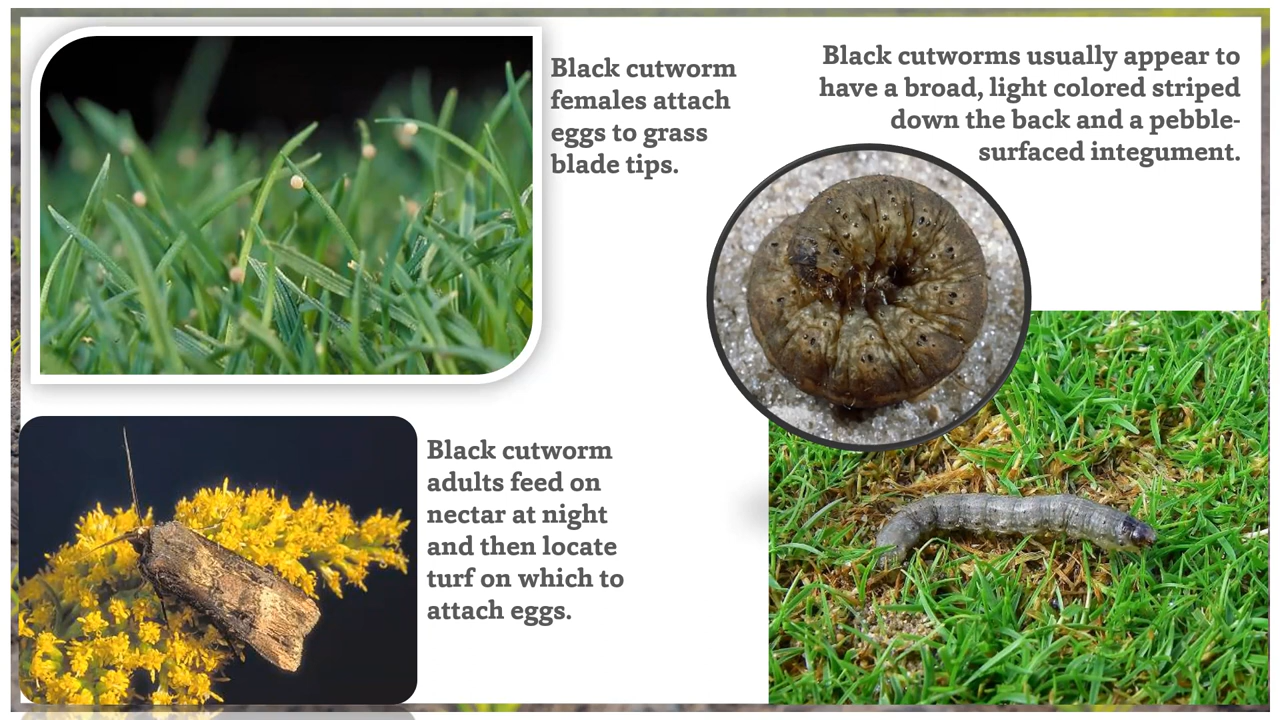 Black cutworm
females attach
eggs to grass
blade tips.
Black cutworms usually appear to
have a broad, light colored striped
down the back and a pebble-
surfaced integument.
Black cutworm
adults feed on
nectar at night
and then locate
turf on which to
attach eggs.